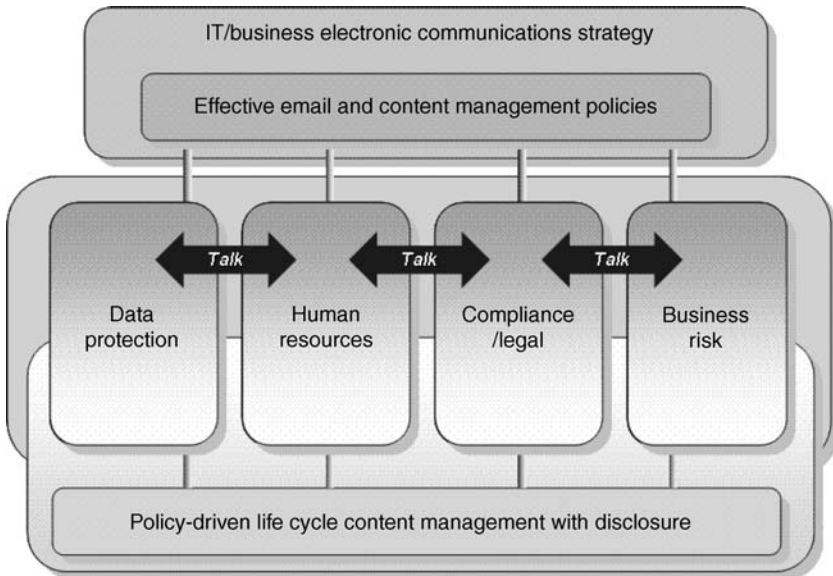 IT/business electronic communications strategy
Effective email and content management policies
Talk
Talk
Talk
Data
protection
Human
resources
Compliance
/legal
Business
risk
Policy-driven life cycle content management with disclosure